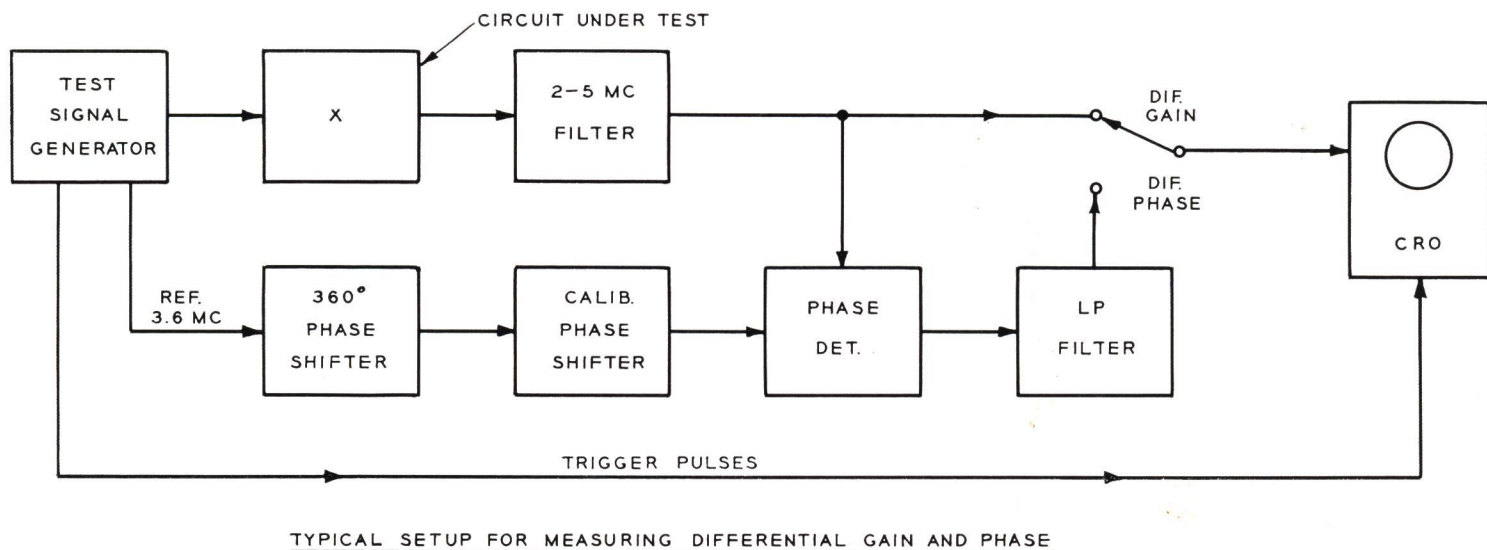 CIRCUIT UNDER TEST
TEST
SIGNAL
GENERATOR
X
2-5 MC
FILTER
DIF.
GAIN
DIF.
PHASE
CRO
REF.
3.6 MC
360°
PHASE
SHIFTER
CALIB.
PHASE
SHIFTER
PHASE
DET.
LP
FILTER
TRIGGER PULSES
TYPICAL SETUP FOR MEASURING DIFFERENTIAL GAIN AND PHASE